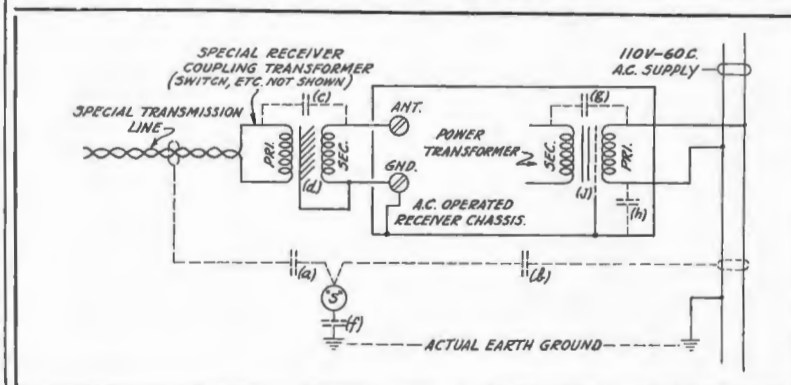 SPECIAL RECEIVER
COUPLING TRANSFORMER
(SWITCH, ETC. NOT SHOWN)
110V-60C.
A.C. SUPPLY
SPECIAL TRANSMISSION
LINE
(c)
ANT.
(g)
PRI.
SEC.
POWER
TRANSFORMER
SEC.
PRI.
(d)
GND.
(J)
(h)
A.C. OPERATED
RECEIVER CHASSIS.
(a)
(b)
"S"
(f)
ACTUAL EARTH GROUND